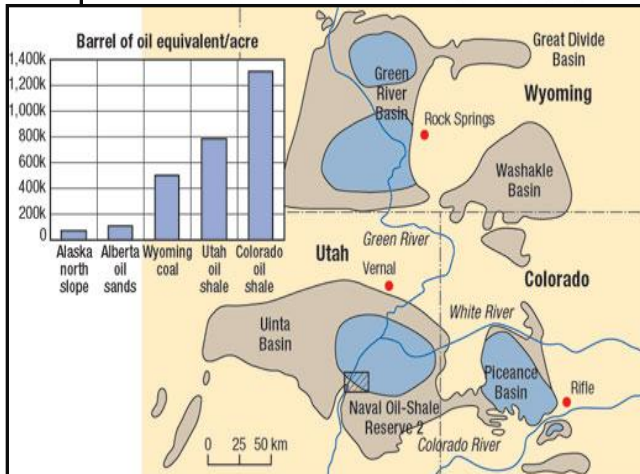 Barrel of oil equivalent/acre
1,400k
1,200k
1,000k
800k
600k
400k
200k
0
Alaska
north
slope
Alberta
oil
sands
Wyoming
coal
Utah
oil
shale
Colorado
oil
shale
Great Divide
Basin
Green
River
Basin
Wyoming
Rock Springs
Washakle
Basin
Green River
Utah
Vernal
Colorado
White River
Uinta
Basin
Piceance
Basin
Rifle
Naval Oil-Shale
Reserve 2
Colorado River
0 25 50 km